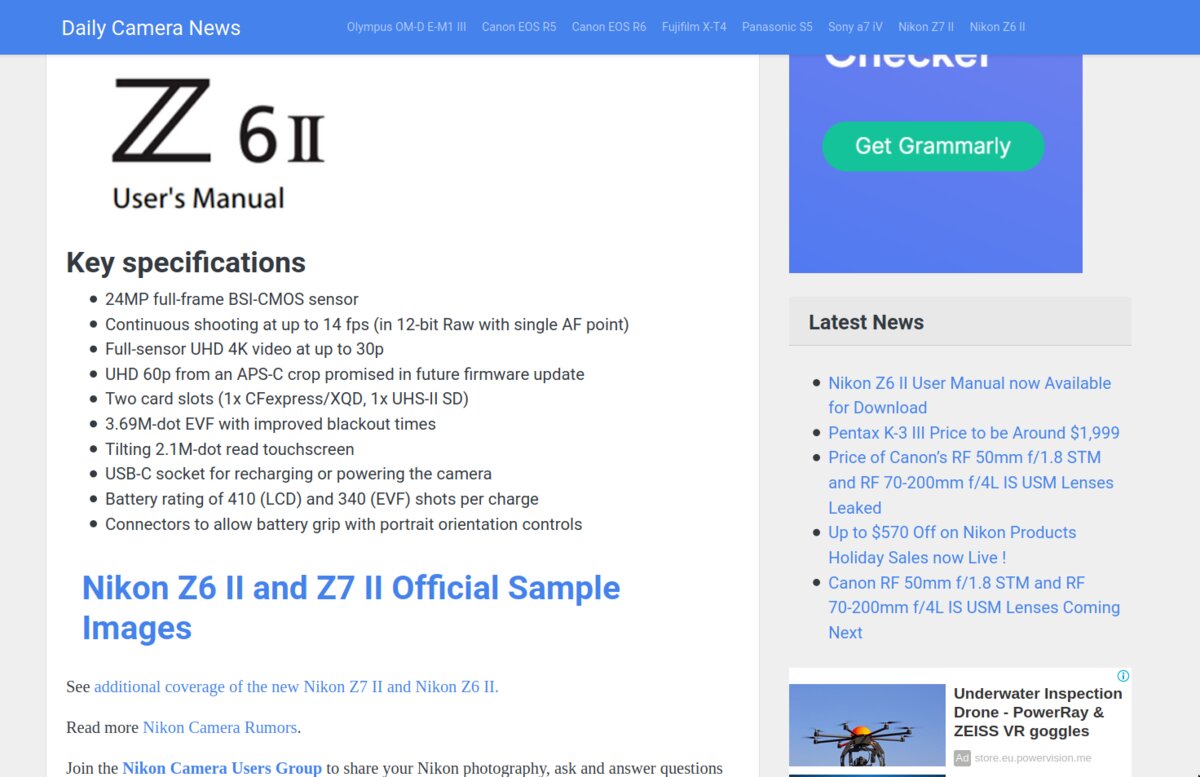 Daily Camera News
Olympus OM-D E-M1 III Canon EOS R5 Canon EOS R6 Fujifilm X-T4 Panasonic S5 Sony a7 iV Nikon Z7 II Nikon Z6 II
Z 6II
User's Manual
Key specifications
24MP full-frame BSI-CMOS sensor
Continuous shooting at up to 14 fps (in 12-bit Raw with single AF point)
Full-sensor UHD 4K video at up to 30p
UHD 60p from an APS-C crop promised in future firmware update
Two card slots (1x CFexpress/XQD, 1x UHS-II SD)
3.69M-dot EVF with improved blackout times
Tilting 2.1M-dot read touchscreen
USB-C socket for recharging or powering the camera
Battery rating of 410 (LCD) and 340 (EVF) shots per charge
Connectors to allow battery grip with portrait orientation controls
Nikon Z6 II and Z7 II Official Sample
Images
See additional coverage of the new Nikon Z7 II and Nikon Z6 II.
Read more Nikon Camera Rumors.
Join the Nikon Camera Users Group to share your Nikon photography, ask and answer questions
Checker
Get Grammarly
Latest News
Nikon Z6 II User Manual now Available
for Download
Pentax K-3 III Price to be Around $1,999
Price of Canon's RF 50mm f/1.8 STM
and RF 70-200mm f/4L IS USM Lenses
Leaked
Up to $570 Off on Nikon Products
Holiday Sales now Live !
Canon RF 50mm f/1.8 STM and RF
70-200mm f/4L IS USM Lenses Coming
Next
Underwater Inspection
Drone - PowerRay &
ZEISS VR goggles
Ad store.eu.powervision.me